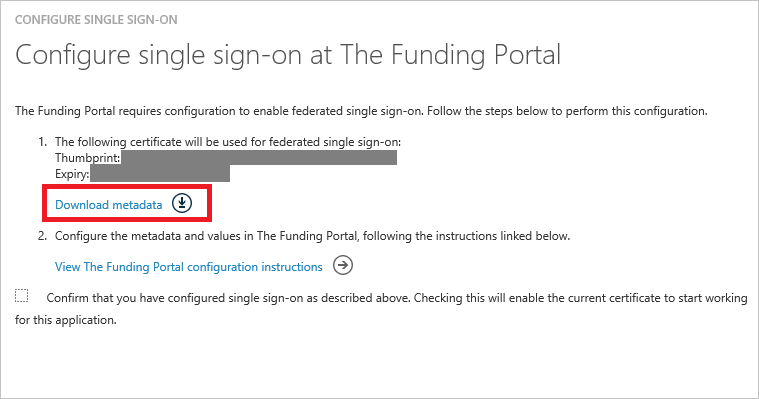 CONFIGURE SINGLE SIGN-ON
Configure single sign-on at The Funding Portal
The Funding Portal requires configuration to enable federated single sign-on. Follow the steps below to perform this configuration.
1. The following certificate will be used for federated single sign-on:
Thumbprint:
Expiry:
Download metadata
2. Configure the metadata and values in The Funding Portal, following the instructions linked below.
View The Funding Portal configuration instructions
Confirm that you have configured single sign-on as described above. Checking this will enable the current certificate to start working
for this application.